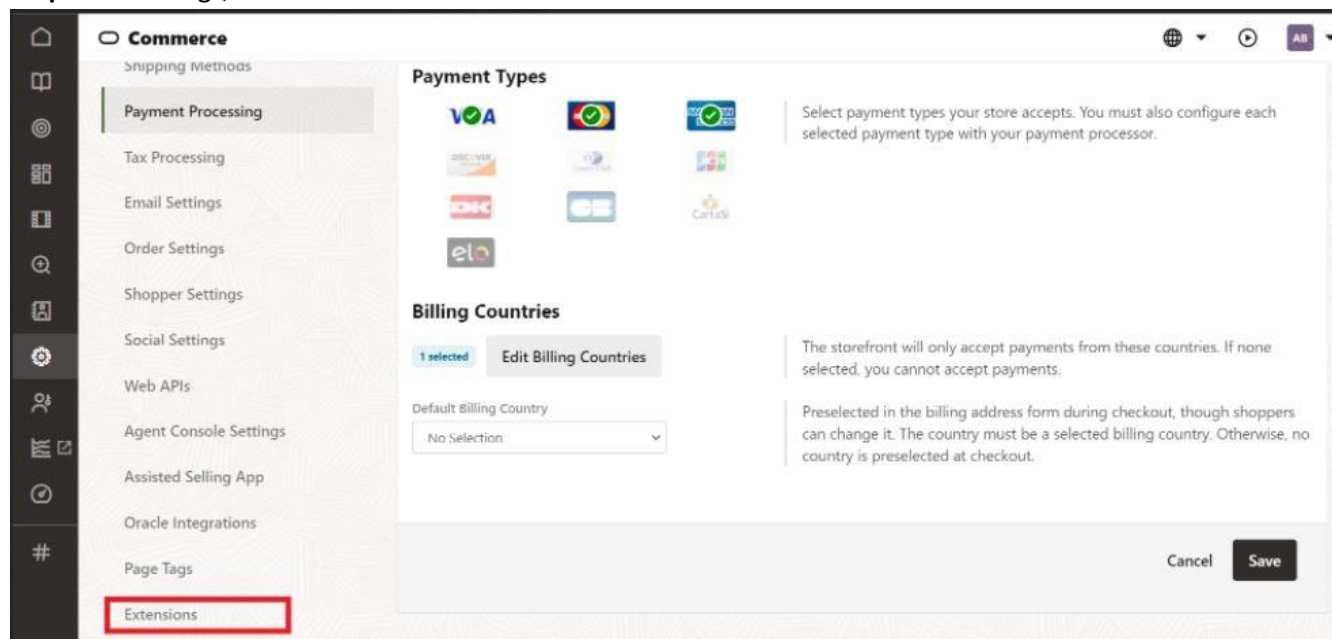 Commerce
AB
Shipping Methods
Payment Processing
Tax Processing
Email Settings
Order Settings
Shopper Settings
Social Settings
Web APIs
Agent Console Settings
Assisted Selling App
Oracle Integrations
Page Tags
Extensions
#
Payment Types
DISCOVER
CB
CartaSi
elo
Select payment types your store accepts. You must also configure each
selected payment type with your payment processor.
Billing Countries
1 selected
Edit Billing Countries
The storefront will only accept payments from these countries. If none
selected, you cannot accept payments.
Default Billing Country
No Selection
Preselected in the billing address form during checkout, though shoppers
can change it. The country must be a selected billing country. Otherwise, no
country is preselected at checkout.
Cancel
Save